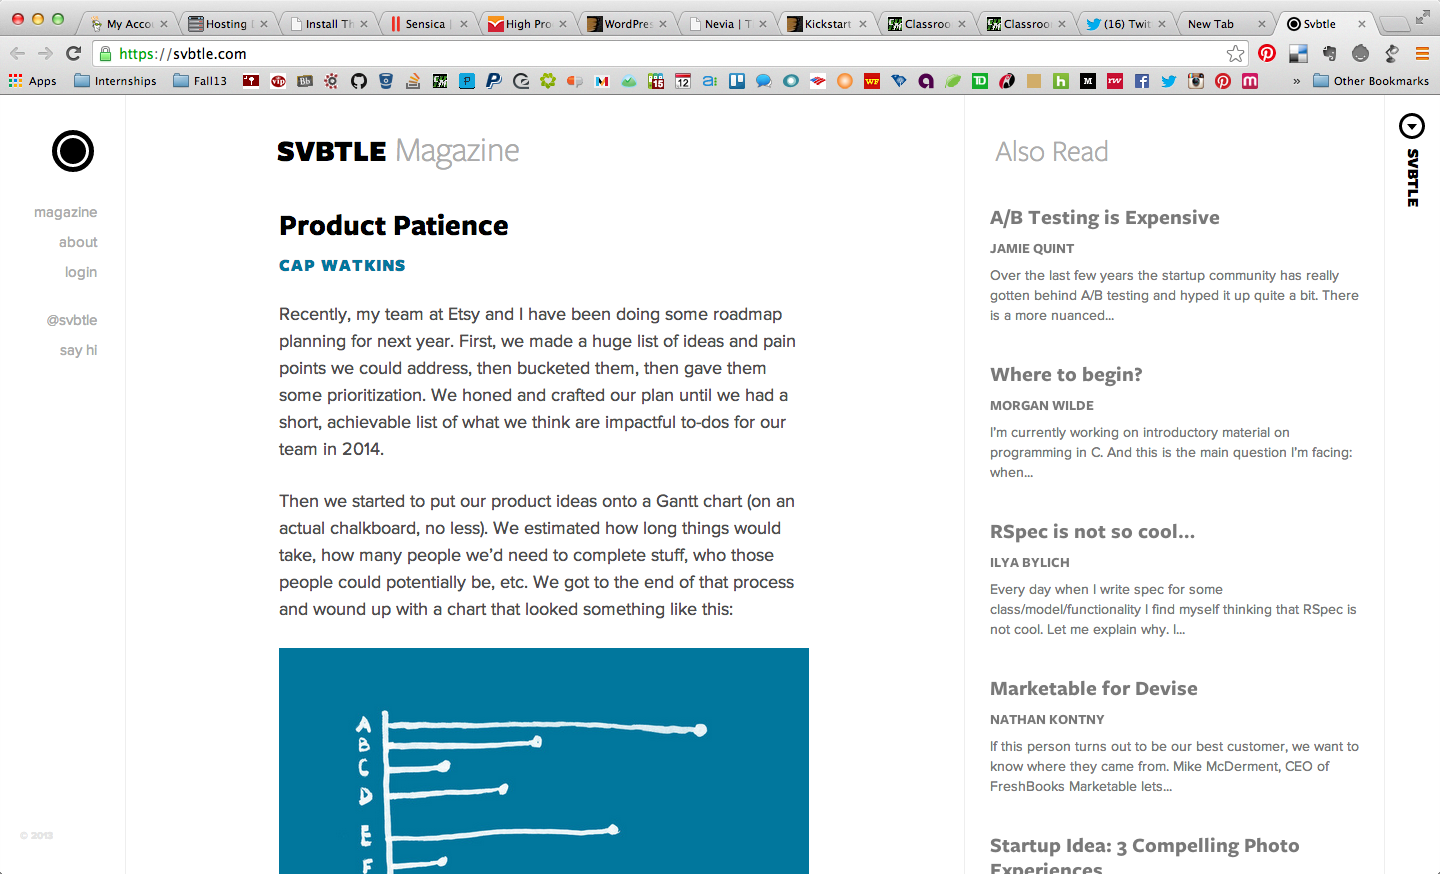 My Acco
Hosting
Install Th
Sensica |
High Pro
WordPres
Nevia | T
Kickstart
Classroo
Classroo
(16) Twit
New Tab
Svbtle
https://svbtle.com
Apps
Internships
Fall13
Other Bookmarks
magazine
about
login
@svbtle
say hi
© 2013
SVBTLE Magazine
Product Patience
CAP WATKINS
Recently, my team at Etsy and I have been doing some roadmap
planning for next year. First, we made a huge list of ideas and pain
points we could address, then bucketed them, then gave them
some prioritization. We honed and crafted our plan until we had a
short, achievable list of what we think are impactful to-dos for our
team in 2014.
Then we started to put our product ideas onto a Gantt chart (on an
actual chalkboard, no less). We estimated how long things would
take, how many people we’d need to complete stuff, who those
people could potentially be, etc. We got to the end of that process
and wound up with a chart that looked something like this:
A
B
C
D
E
F
Also Read
A/B Testing is Expensive
JAMIE QUINT
Over the last few years the startup community has really
gotten behind A/B testing and hyped it up quite a bit. There
is a more nuanced...
Where to begin?
MORGAN WILDE
I’m currently working on introductory material on
programming in C. And this is the main question I’m facing:
when...
RSpec is not so cool...
ILYA BYLICH
Every day when I write spec for some
class/model/functionality I find myself thinking that RSpec is
not cool. Let me explain why. I...
Marketable for Devise
NATHAN KONTNY
If this person turns out to be our best customer, we want to
know where they came from. Mike McDerment, CEO of
FreshBooks Marketable lets...
Startup Idea: 3 Compelling Photo
Experiences
SVBTLE